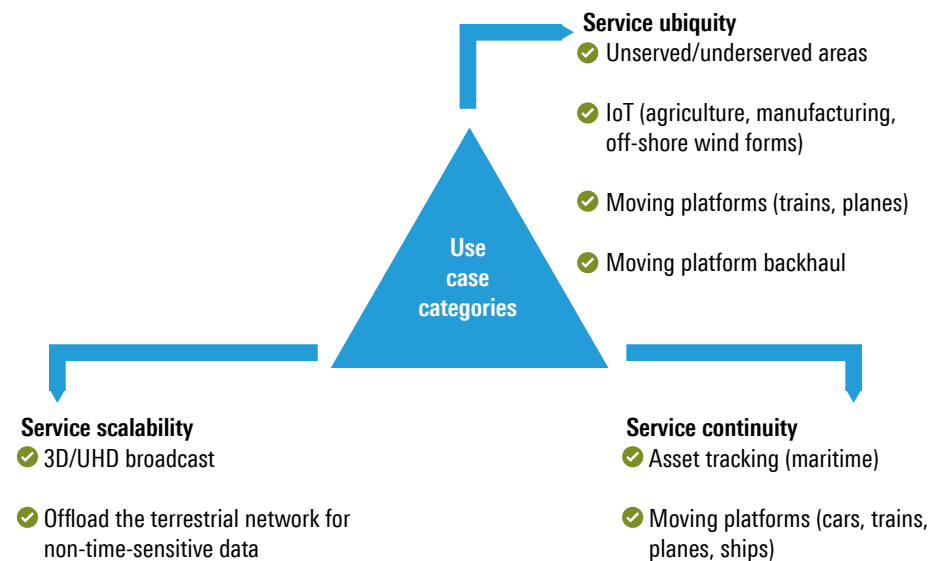 Service ubiquity
Unserved/underserved areas
IoT (agriculture, manufacturing,
off-shore wind forms)
Moving platforms (trains, planes)
Moving platform backhaul
Use
case
categories
Service scalability
3D/UHD broadcast
Offload the terrestrial network for
non-time-sensitive data
Service continuity
Asset tracking (maritime)
Moving platforms (cars, trains,
planes, ships)